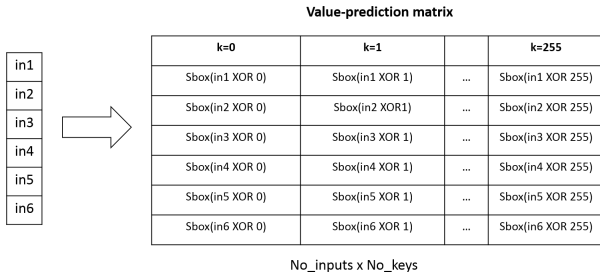 Value-prediction matrix
in1
in2
in3
in4
in5
in6
k=0 k=1 k=255
Sbox(in1 XOR 0) Sbox(in1 XOR 1) ... Sbox(in1 XOR 255)
Sbox(in2 XOR 0) Sbox(in2 XOR1) ... Sbox(in2 XOR 255)
Sbox(in3 XOR 0) Sbox(in3 XOR 1) ... Sbox(in3 XOR 255)
Sbox(in4 XOR 0) Sbox(in4 XOR 1) ... Sbox(in4 XOR 255)
Sbox(in5 XOR 0) Sbox(in5 XOR 1) ... Sbox(in5 XOR 255)
Sbox(in6 XOR 0) Sbox(in6 XOR 1) ... Sbox(in6 XOR 255)
No_inputs x No_keys